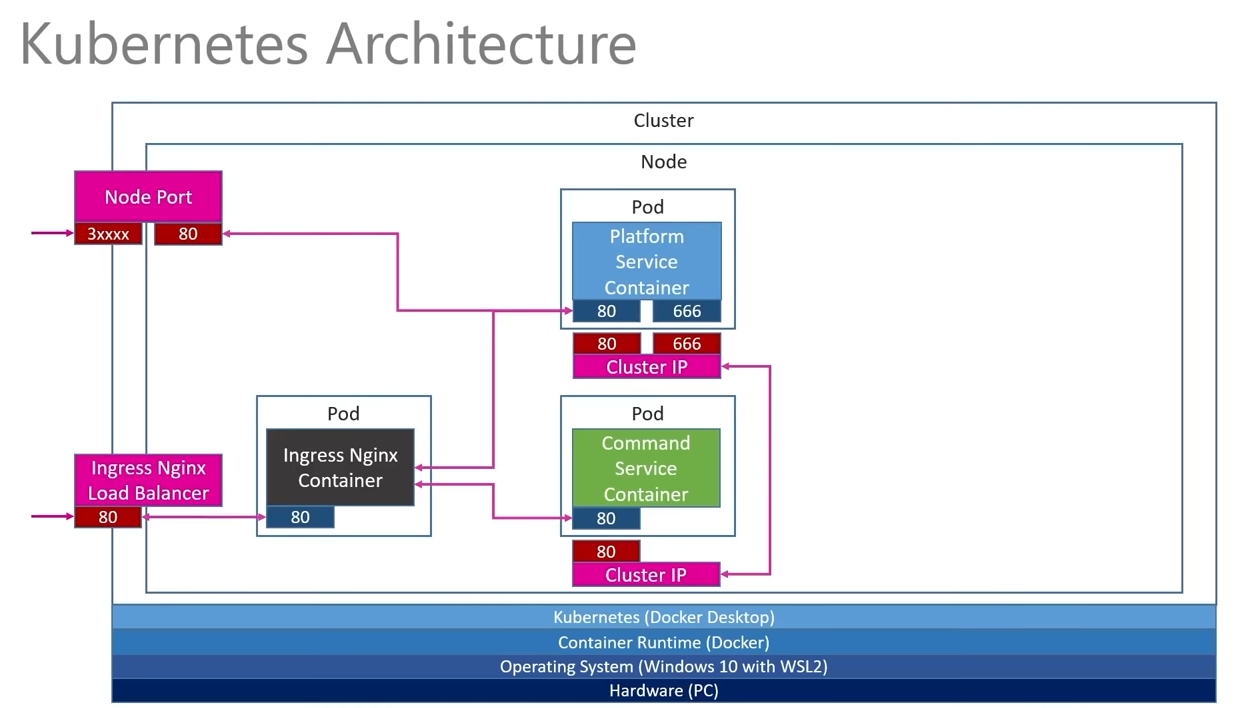 Kubernetes Architecture
Cluster
Node
Node Port
3xxxx
80
Pod
Platform
Service
Container
80
666
80
666
Cluster IP
Pod
Ingress Nginx
Container
80
Ingress Nginx
Load Balancer
80
Pod
Command
Service
Container
80
80
Cluster IP
Kubernetes (Docker Desktop)
Container Runtime (Docker)
Operating System (Windows 10 with WSL2)
Hardware (PC)